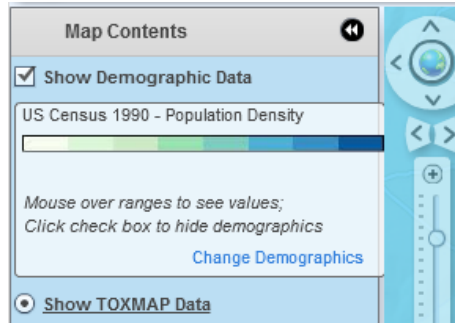 Map Contents
Show Demographic Data
US Census 1990 - Population Density
Mouse over ranges to see values;
Click check box to hide demographics
Change Demographics
Show TOXMAP Data